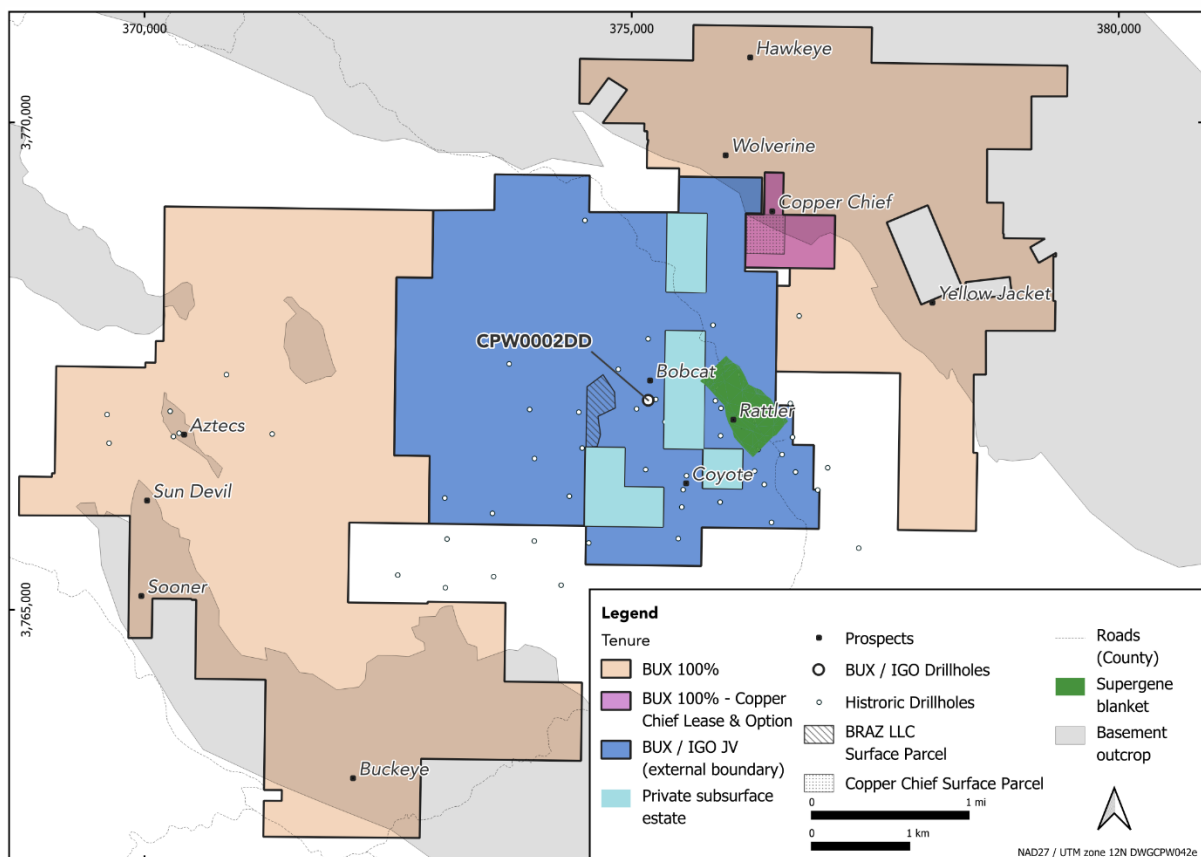 370,000
375,000
380,000
3,770,000
3,765,000
Hawkeye
Wolverine
Copper Chief
Yellow Jacket
CPW0002DD
Bobcat
Rattler
Aztecs
Coyote
Sun Devil
Sooner
Buckeye
Legend
Tenure
BUX 100%
BUX 100% - Copper
Chief Lease & Option
BUX / IGO JV
(external boundary)
Private subsurface
estate
Prospects
BUX / IGO Drillholes
Historic Drillholes
BRAZ LLC
Surface Parcel
Copper Chief Surface Parcel
0
1 mi
0
1 km
Roads
(County)
Supergene
blanket
Basement
outcrop
NAD27 / UTM zone 12N DWGCPW042e